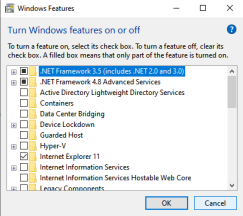 Windows Features
Turn Windows features on or off
To turn a feature on, select its check box. To turn a feature off, clear its
check box. A filled box means that only part of the feature is turned on.
.NET Framework 3.5 (includes .NET 2.0 and 3.0)
.NET Framework 4.8 Advanced Services
Active Directory Lightweight Directory Services
Containers
Data Center Bridging
Device Lockdown
Guarded Host
Hyper-V
Internet Explorer 11
Internet Information Services
Internet Information Services Hostable Web Core
Legacy Components
OK
Cancel